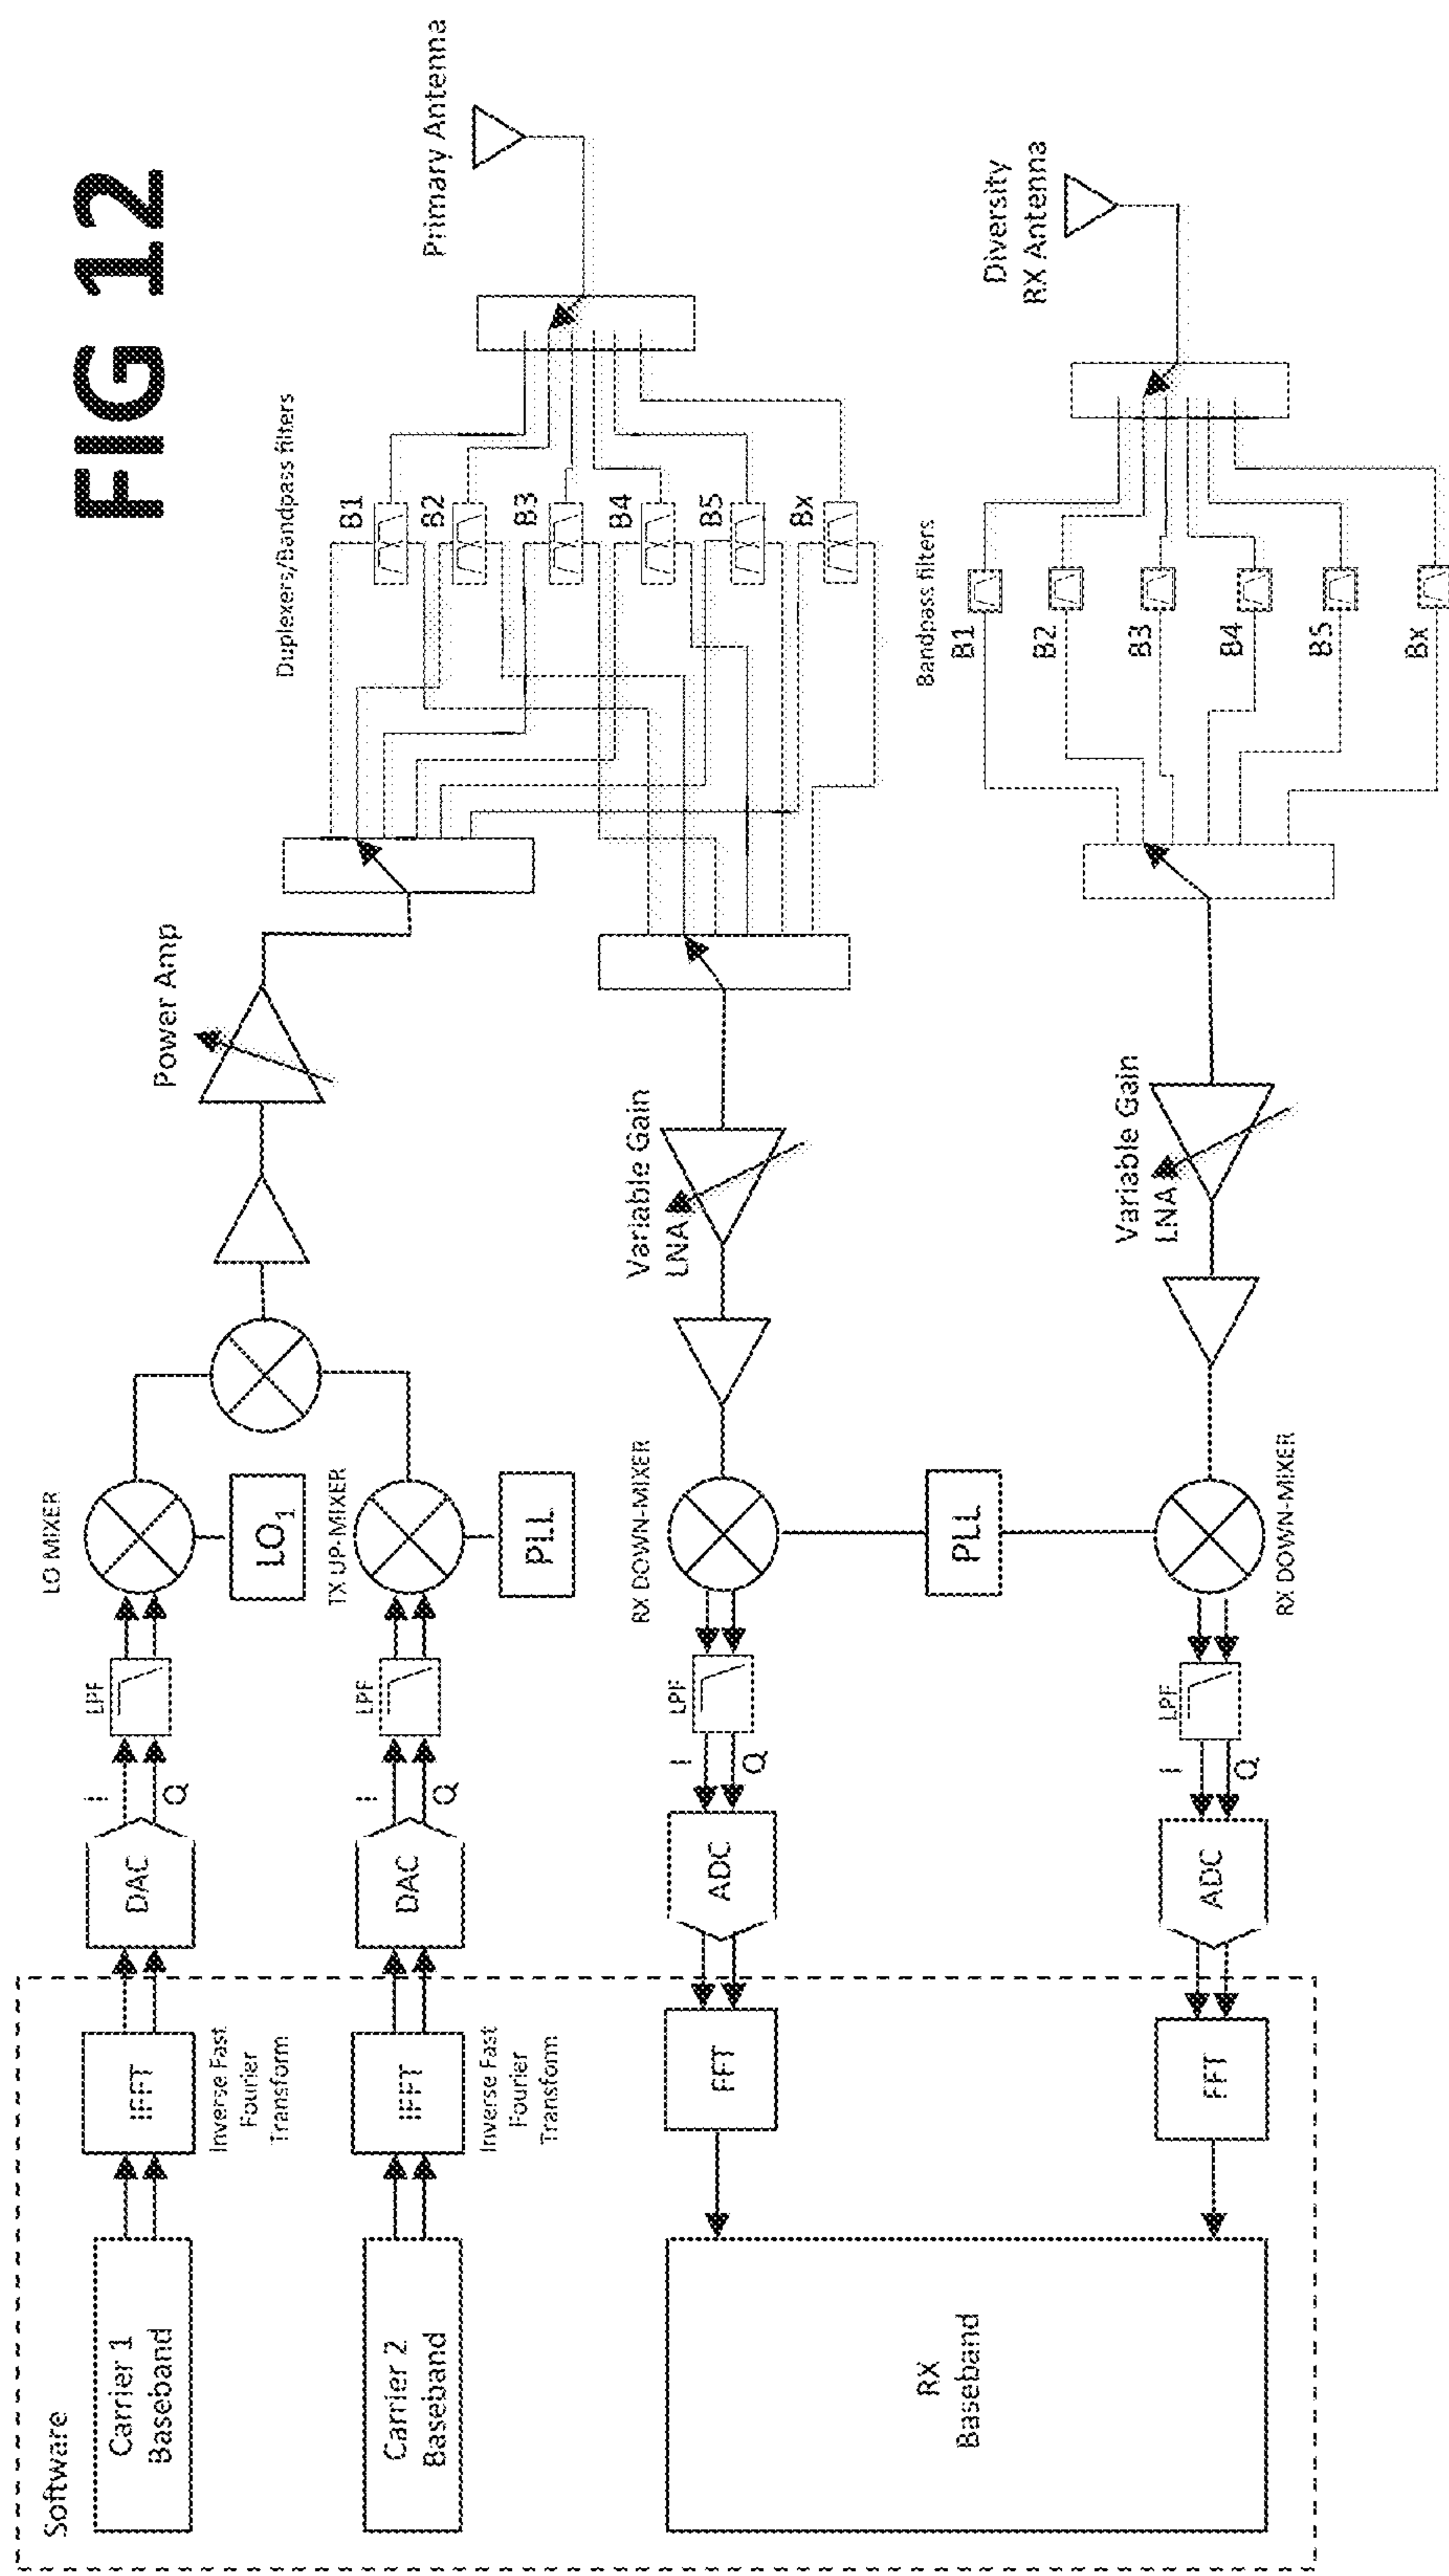 FIG 12
Software
Carrier 1
Baseband
IFFT
Inverse Fast
Fourier
Transform
DAC
I
Q
LPF
LO MIXER
LO1
Power Amp
Carrier 2
Baseband
IFFT
Inverse Fast
Fourier
Transform
DAC
I
Q
LPF
TX UP-MIXER
PLL
Duplexers/Bandpass filters
B1
B2
B3
B4
B5
Bx
Primary Antenna
RX
Baseband
FFT
ADC
I
Q
LPF
RX DOWN-MIXER
Variable Gain
LNA
PLL
FFT
ADC
I
Q
LPF
RX DOWN-MIXER
Variable Gain
LNA
Bandpass filters
B1
B2
B3
B4
B5
Bx
Diversity
RX Antenna